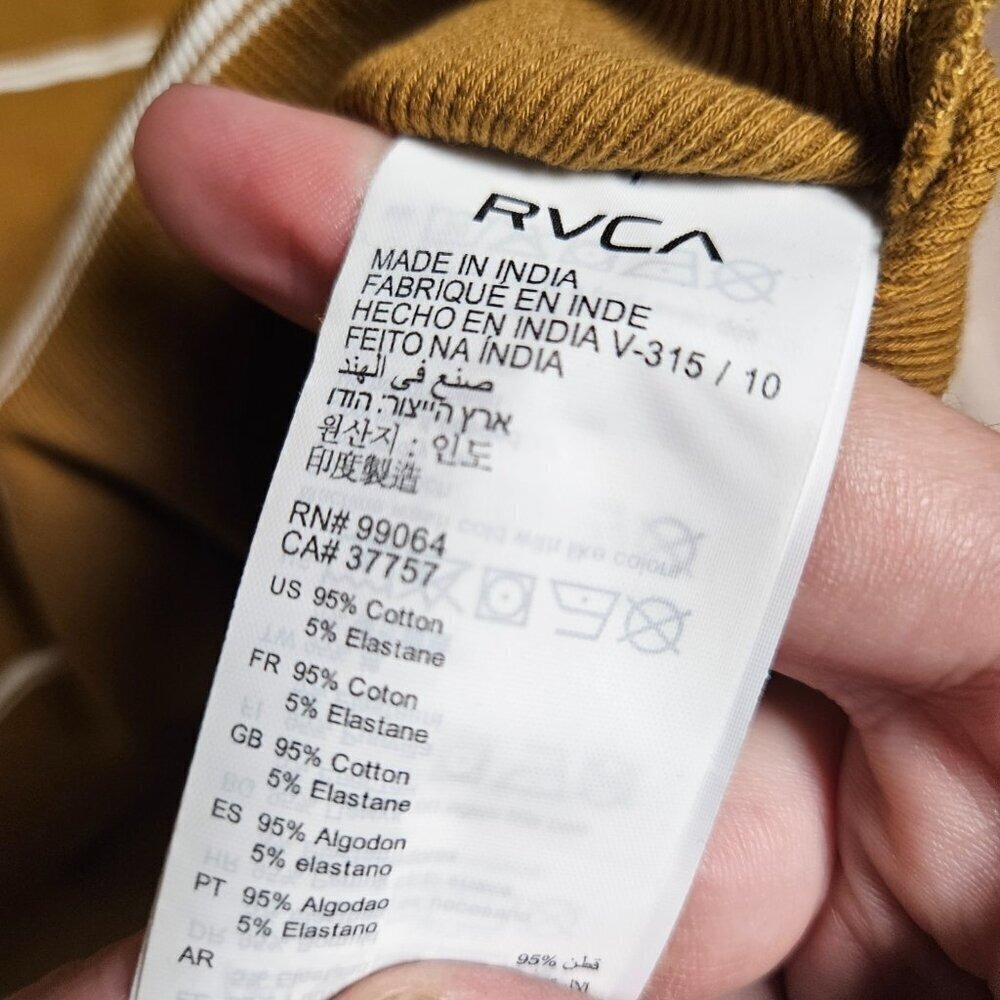 RVCA
MADE IN INDIA
FABRIQUÉ EN INDE
HECHO EN INDIA V-315 / 10
FEITO NA ÍNDIA
صنع في الهند
ארץ הייצור: הודו
원산지 : 인도
印度製造
RN# 99064
CA# 37757
US 95% Cotton
5% Elastane
FR 95% Coton
5% Elastane
GB 95% Cotton
5% Elastane
ES 95% Algodon
5% elastano
PT 95% Algodao
5% Elastano
AR 95% قطن